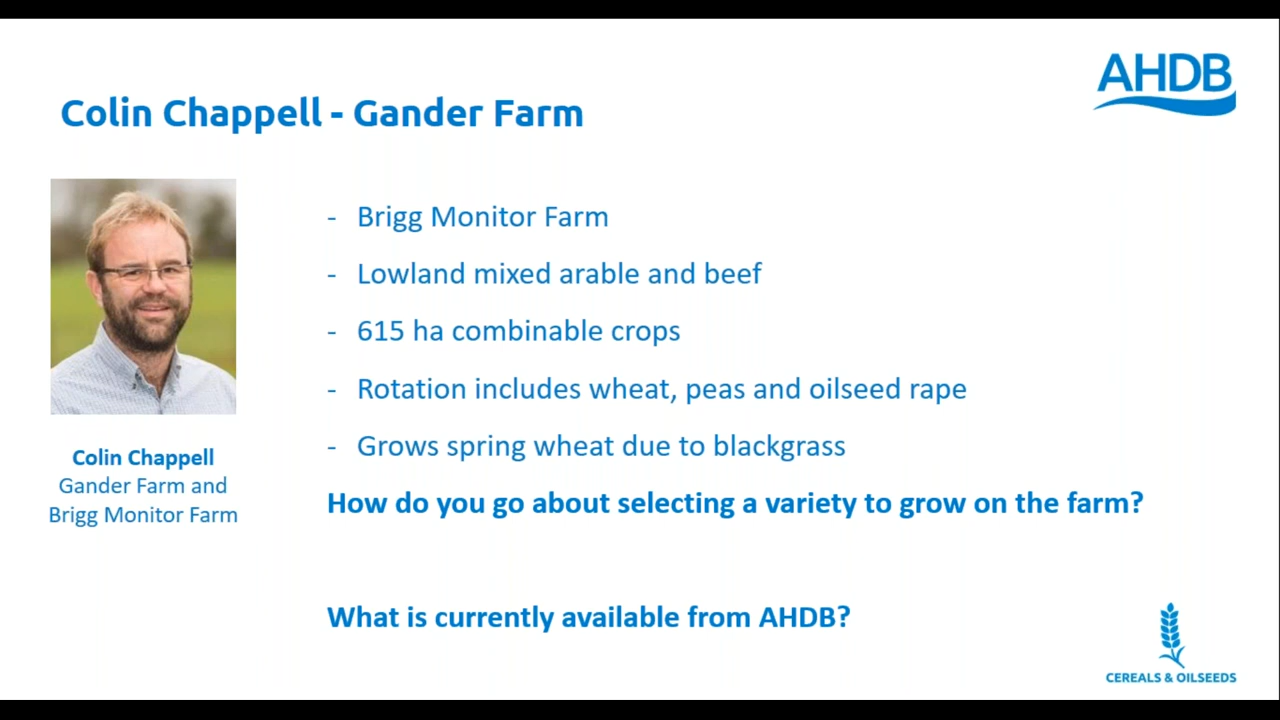 AHDB
Colin Chappell - Gander Farm
- Brigg Monitor Farm
- Lowland mixed arable and beef
- 615 ha combinable crops
- Rotation includes wheat, peas and oilseed rape
- Grows spring wheat due to blackgrass
How do you go about selecting a variety to grow on the farm?
What is currently available from AHDB?
Colin Chappell
Gander Farm and
Brigg Monitor Farm
CEREALS & OILSEEDS